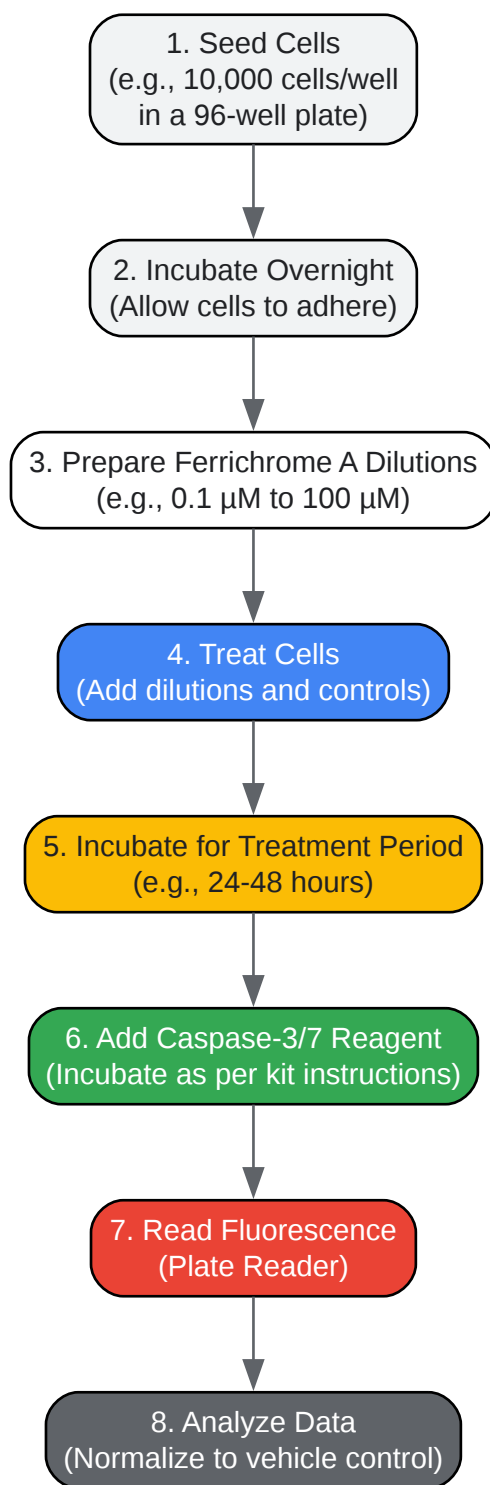 1. Seed Cells
(e.g., 10,000 cells/well
in a 96-well plate)
2. Incubate Overnight
(Allow cells to adhere)
3. Prepare Ferrichrome A Dilutions
(e.g., 0.1 µM to 100 µM)
4. Treat Cells
(Add dilutions and controls)
5. Incubate for Treatment Period
(e.g., 24-48 hours)
6. Add Caspase-3/7 Reagent
(Incubate as per kit instructions)
7. Read Fluorescence
(Plate Reader)
8. Analyze Data
(Normalize to vehicle control)